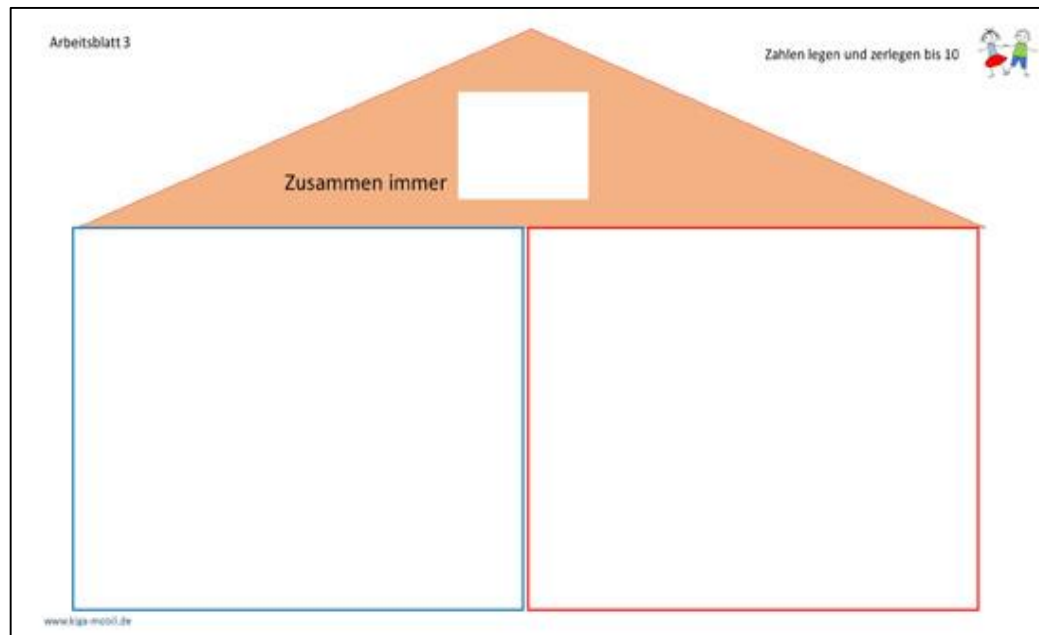 Arbeitsblatt 3
Zahlen legen und zerlegen bis 10
Zusammen immer
www.kiga-mobil.de